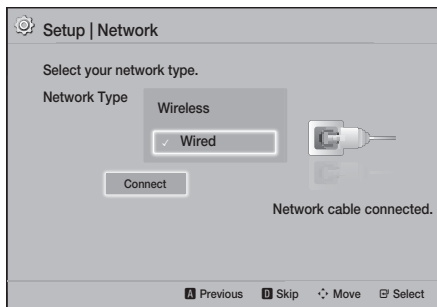 Setup | Network
Select your network type.
Network Type
Wireless
✓ Wired
Connect
Network cable connected.
A Previous D Skip Move Select